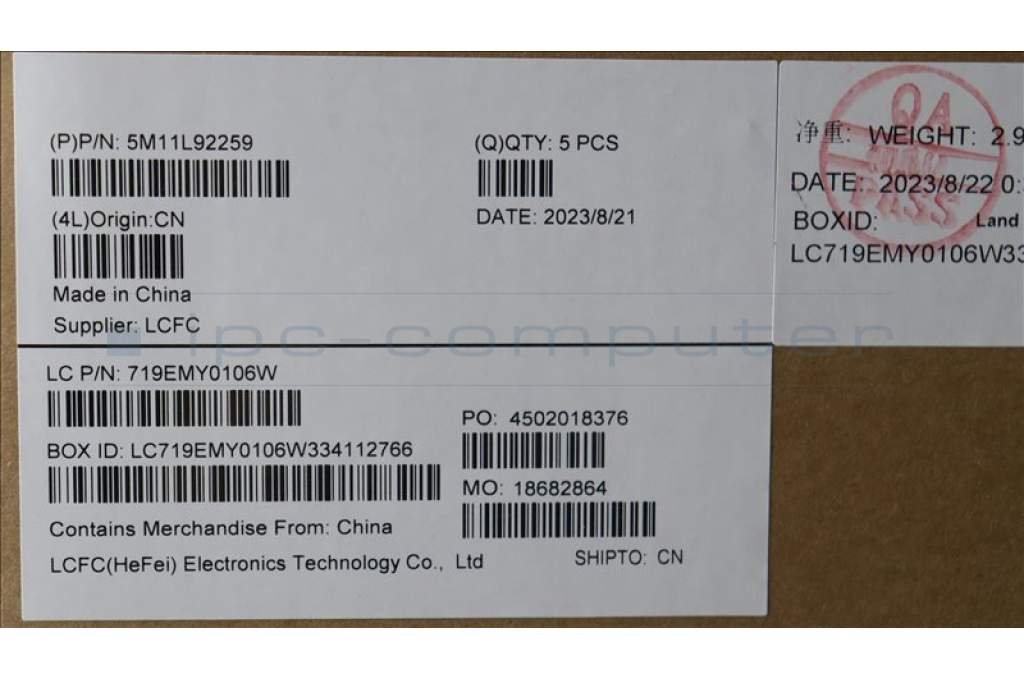 (P)P/N: 5M11L92259
(Q)QTY: 5 PCS
(4L)Origin:CN
DATE: 2023/8/21
Made in China
Supplier: LCFC
净重: WEIGHT: 2.9
DATE: 2023/8/22 0:
BOXID: Land
LC719EMY0106W33
QA
PASS
ipc-computer
LC P/N: 719EMY0106W
PO: 4502018376
BOX ID: LC719EMY0106W334112766
MO: 18682864
Contains Merchandise From: China
LCFC(HeFei) Electronics Technology Co., Ltd
SHIPTO: CN